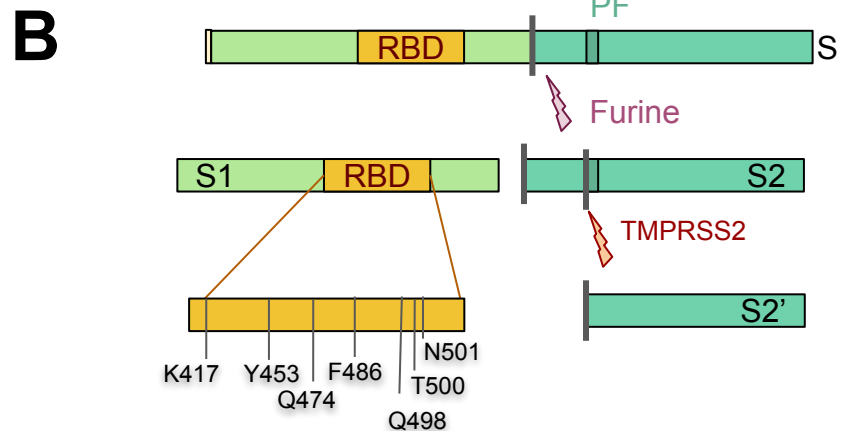 B
PF
RBD
S
Furine
S1
RBD
S2
TMPRSS2
S2’
N501
K417
Y453
F486
T500
Q474
Q498